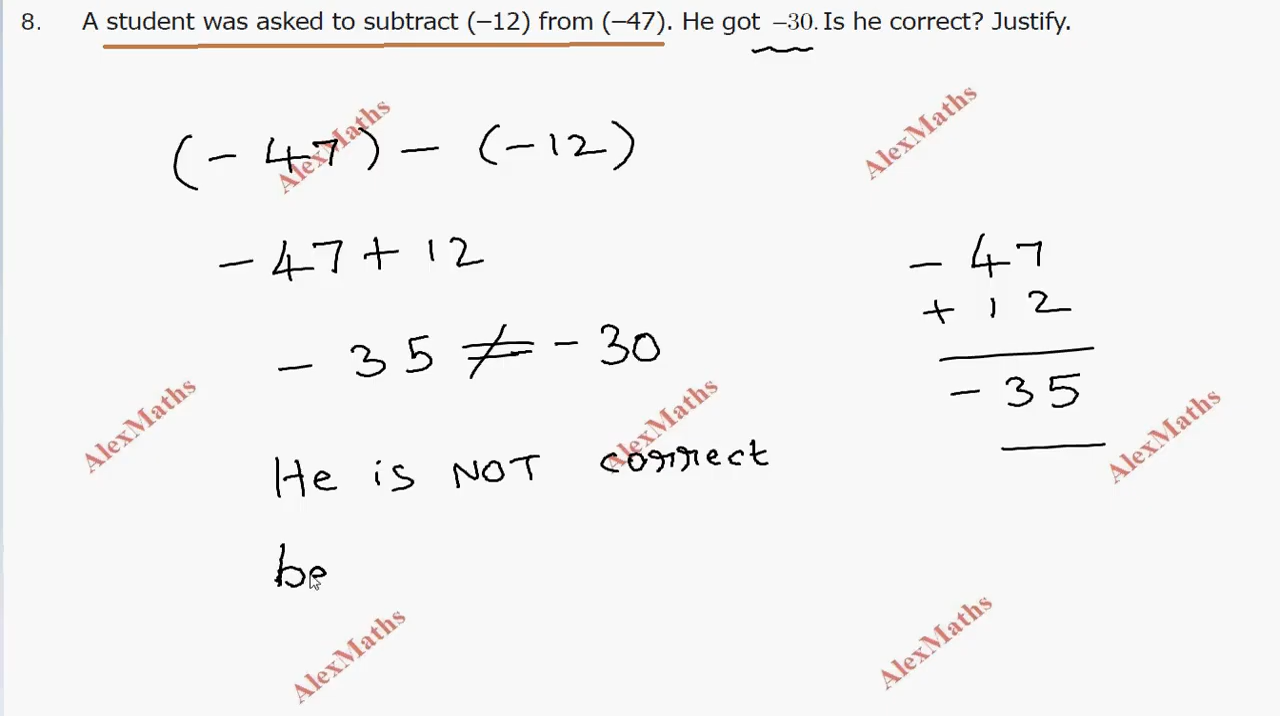 8. A student was asked to subtract (−12) from (−47). He got −30. Is he correct? Justify.
(- 47) - (-12)
- 47 + 12
- 35 ≠ - 30
He is NOT correct
be
- 47
+ 12
- 35
AlexMaths
AlexMaths
AlexMaths
AlexMaths
AlexMaths
AlexMaths
AlexMaths